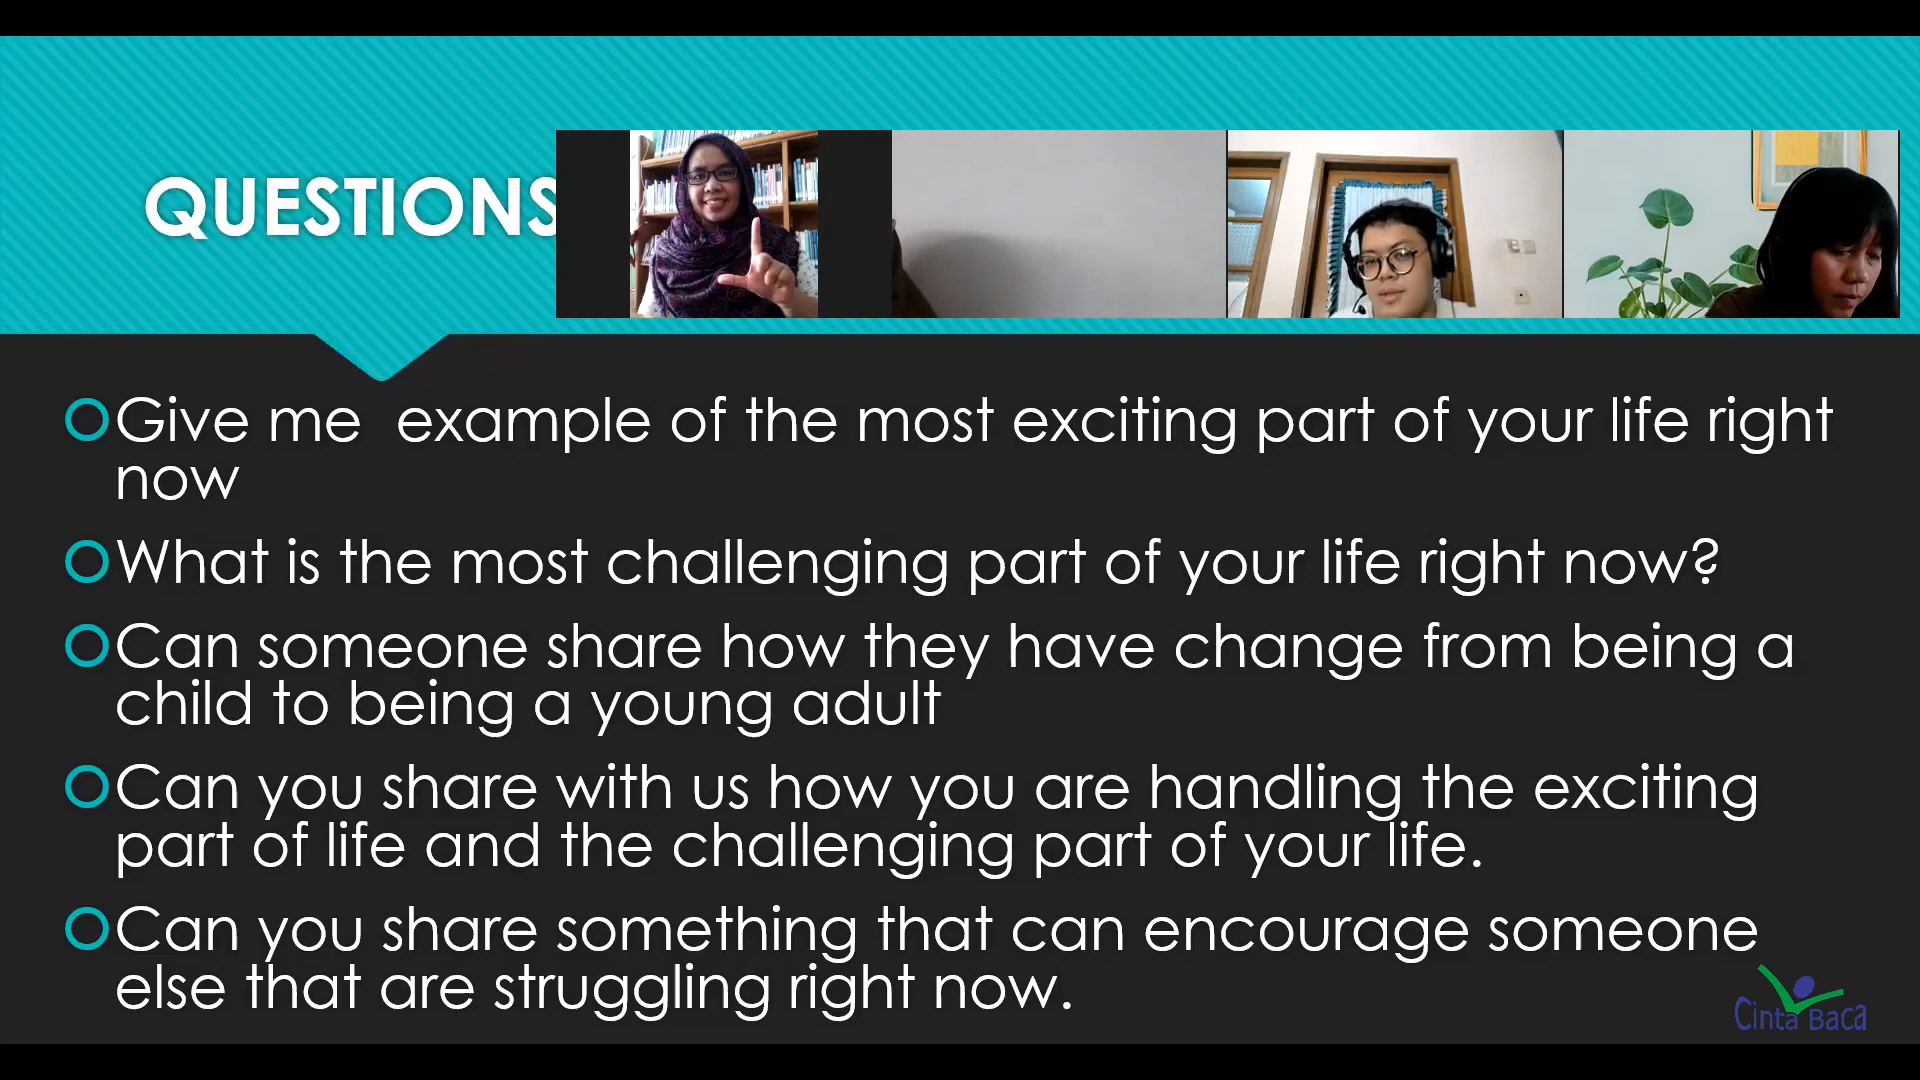 QUESTIONS
Give me example of the most exciting part of your life right
now
What is the most challenging part of your life right now?
Can someone share how they have change from being a
child to being a young adult
Can you share with us how you are handling the exciting
part of life and the challenging part of your life.
Can you share something that can encourage someone
else that are struggling right now.
Cinta Baca